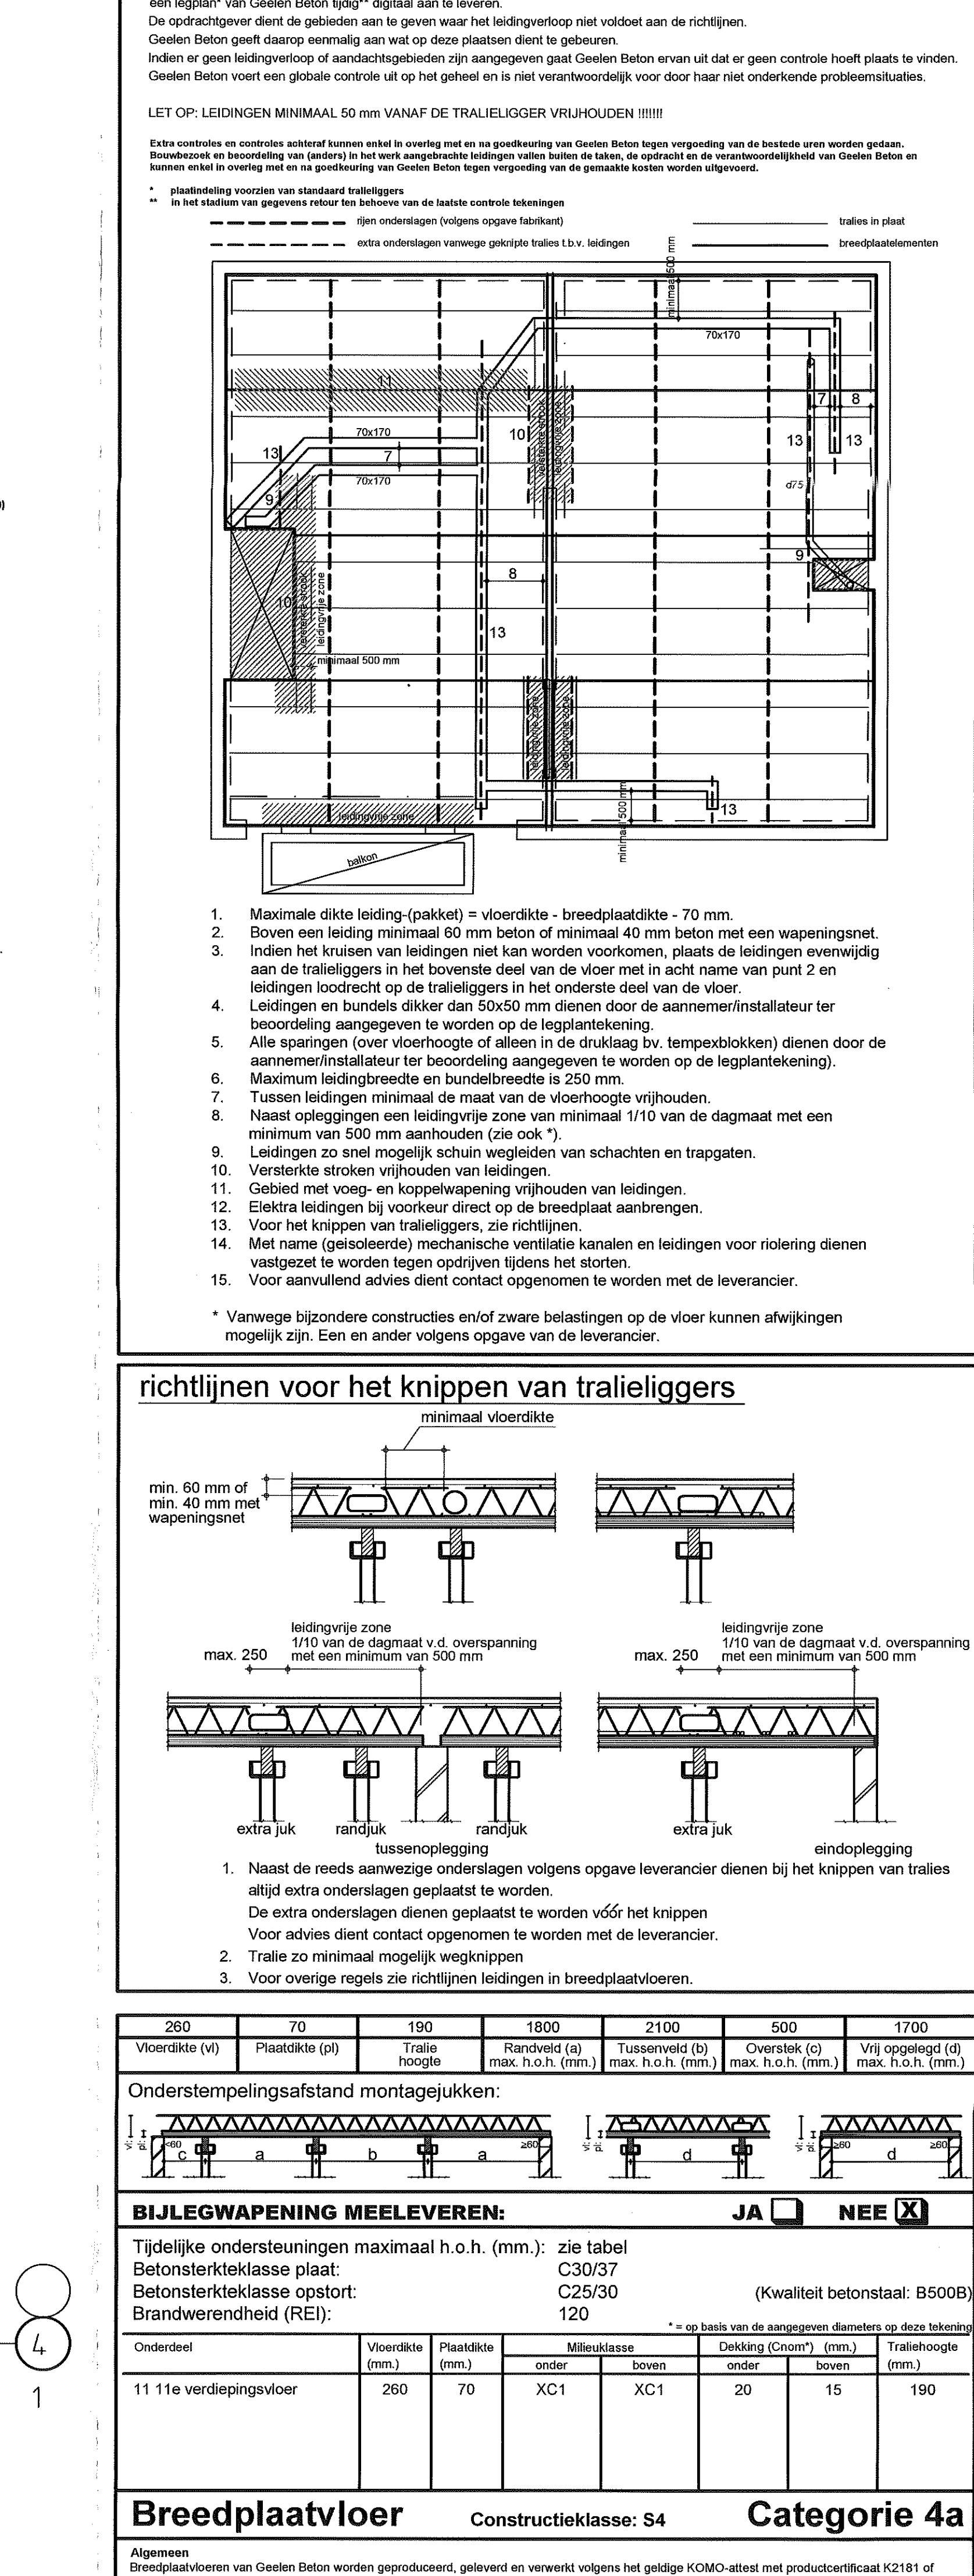 een legplan* van Geelen Beton tijdig** digitaal aan te leveren.
De opdrachtgever dient de gebieden aan te geven waar het leidingverloop niet voldoet aan de richtlijnen.
Geelen Beton geeft daarop eenmalig aan wat op deze plaatsen dient te gebeuren.
Indien er geen leidingverloop of aandachtsgebieden zijn aangegeven gaat Geelen Beton ervan uit dat er geen controle hoeft plaats te vinden.
Geelen Beton voert een globale controle uit op het geheel en is niet verantwoordelijk voor door haar niet onderkende probleemsituaties.
LET OP: LEIDINGEN MINIMAAL 50 mm VANAF DE TRALIELIGGER VRIJHOUDEN !!!!!!!
Extra controles en controles achteraf kunnen enkel in overleg met en na goedkeuring van Geelen Beton tegen vergoeding van de bestede uren worden gedaan.
Bouwbezoek en beoordeling van (anders) in het werk aangebrachte leidingen vallen buiten de taken, de opdracht en de verantwoordelijkheid van Geelen Beton en
kunnen enkel in overleg met en na goedkeuring van Geelen Beton tegen vergoeding van de gemaakte kosten worden uitgevoerd.
* plaatindeling voorzien van standaard tralieliggers
** in het stadium van gegevens retour ten behoeve van de laatste controle tekeningen
rijen onderslagen (volgens opgave fabrikant)
tralies in plaat
extra onderslagen vanwege geknipte tralies t.b.v. leidingen
breedplaatelementen
minimaal 500 mm
70x170
11
7
8
10
versterkte strook
leidingvrije zone
13
70x170
7
13
13
70x170
d75
9
9
8
10
versterkte strook
leidingvrije zone
13
minimaal 500 mm
leidingvrije zone
leidingvrije zone
minimaal 500 mm
13
leidingvrije zone
balkon
1. Maximale dikte leiding-(pakket) = vloerdikte - breedplaatdikte - 70 mm.
2. Boven een leiding minimaal 60 mm beton of minimaal 40 mm beton met een wapeningsnet.
3. Indien het kruisen van leidingen niet kan worden voorkomen, plaats de leidingen evenwijdig
aan de tralieliggers in het bovenste deel van de vloer met in acht name van punt 2 en
leidingen loodrecht op de tralieliggers in het onderste deel van de vloer.
4. Leidingen en bundels dikker dan 50x50 mm dienen door de aannemer/installateur ter
beoordeling aangegeven te worden op de legplantekening.
5. Alle sparingen (over vloerhoogte of alleen in de druklaag bv. tempexblokken) dienen door de
aannemer/installateur ter beoordeling aangegeven te worden op de legplantekening).
6. Maximum leidingbreedte en bundelbreedte is 250 mm.
7. Tussen leidingen minimaal de maat van de vloerhoogte vrijhouden.
8. Naast opleggingen een leidingvrije zone van minimaal 1/10 van de dagmaat met een
minimum van 500 mm aanhouden (zie ook *).
9. Leidingen zo snel mogelijk schuin wegleiden van schachten en trapgaten.
10. Versterkte stroken vrijhouden van leidingen.
11. Gebied met voeg- en koppelwapening vrijhouden van leidingen.
12. Elektra leidingen bij voorkeur direct op de breedplaat aanbrengen.
13. Voor het knippen van tralieliggers, zie richtlijnen.
14. Met name (geisoleerde) mechanische ventilatie kanalen en leidingen voor riolering dienen
vastgezet te worden tegen opdrijven tijdens het storten.
15. Voor aanvullend advies dient contact opgenomen te worden met de leverancier.
* Vanwege bijzondere constructies en/of zware belastingen op de vloer kunnen afwijkingen
mogelijk zijn. Een en ander volgens opgave van de leverancier.
richtlijnen voor het knippen van tralieliggers
minimaal vloerdikte
min. 60 mm of
min. 40 mm met
wapeningsnet
leidingvrije zone
1/10 van de dagmaat v.d. overspanning
max. 250 met een minimum van 500 mm
leidingvrije zone
1/10 van de dagmaat v.d. overspanning
max. 250 met een minimum van 500 mm
extra juk randjuk randjuk
tussenoplegging
extra juk
eindoplegging
1. Naast de reeds aanwezige onderslagen volgens opgave leverancier dienen bij het knippen van tralies
altijd extra onderslagen geplaatst te worden.
De extra onderslagen dienen geplaatst te worden vóór het knippen
Voor advies dient contact opgenomen te worden met de leverancier.
2. Tralie zo minimaal mogelijk wegknippen
3. Voor overige regels zie richtlijnen leidingen in breedplaatvloeren.
260 70 190 1800 2100 500 1700
Vloerdikte (vl) Plaatdikte (pl) Tralie Randveld (a) Tussenveld (b) Overstek (c) Vrij opgelegd (d)
hoogte max. h.o.h. (mm.) max. h.o.h. (mm.) max. h.o.h. (mm.) max. h.o.h. (mm.)
Onderstempelingsafstand montagejukken:
vl: pl: <60 c a b a ≥60
vl: pl: d
vl: pl: ≥60 d ≥60
BIJLEGWAPENING MEELEVEREN: JA NEE X
Tijdelijke ondersteuningen maximaal h.o.h. (mm.): zie tabel
Betonsterkteklasse plaat: C30/37
Betonsterkteklasse opstort: C25/30 (Kwaliteit betonstaal: B500B)
Brandwerendheid (REI): 120
* = op basis van de aangegeven diameters op deze tekening
Onderdeel Vloerdikte Plaatdikte Milieuklasse Dekking (Cnom*) (mm.) Traliehoogte
(mm.) (mm.) onder boven onder boven (mm.)
11 11e verdiepingsvloer 260 70 XC1 XC1 20 15 190
4
1
Breedplaatvloer Constructieklasse: S4 Categorie 4a
Algemeen
Breedplaatvloeren van Geelen Beton worden geproduceerd, geleverd en verwerkt volgens het geldige KOMO-attest met productcertificaat K2181 of